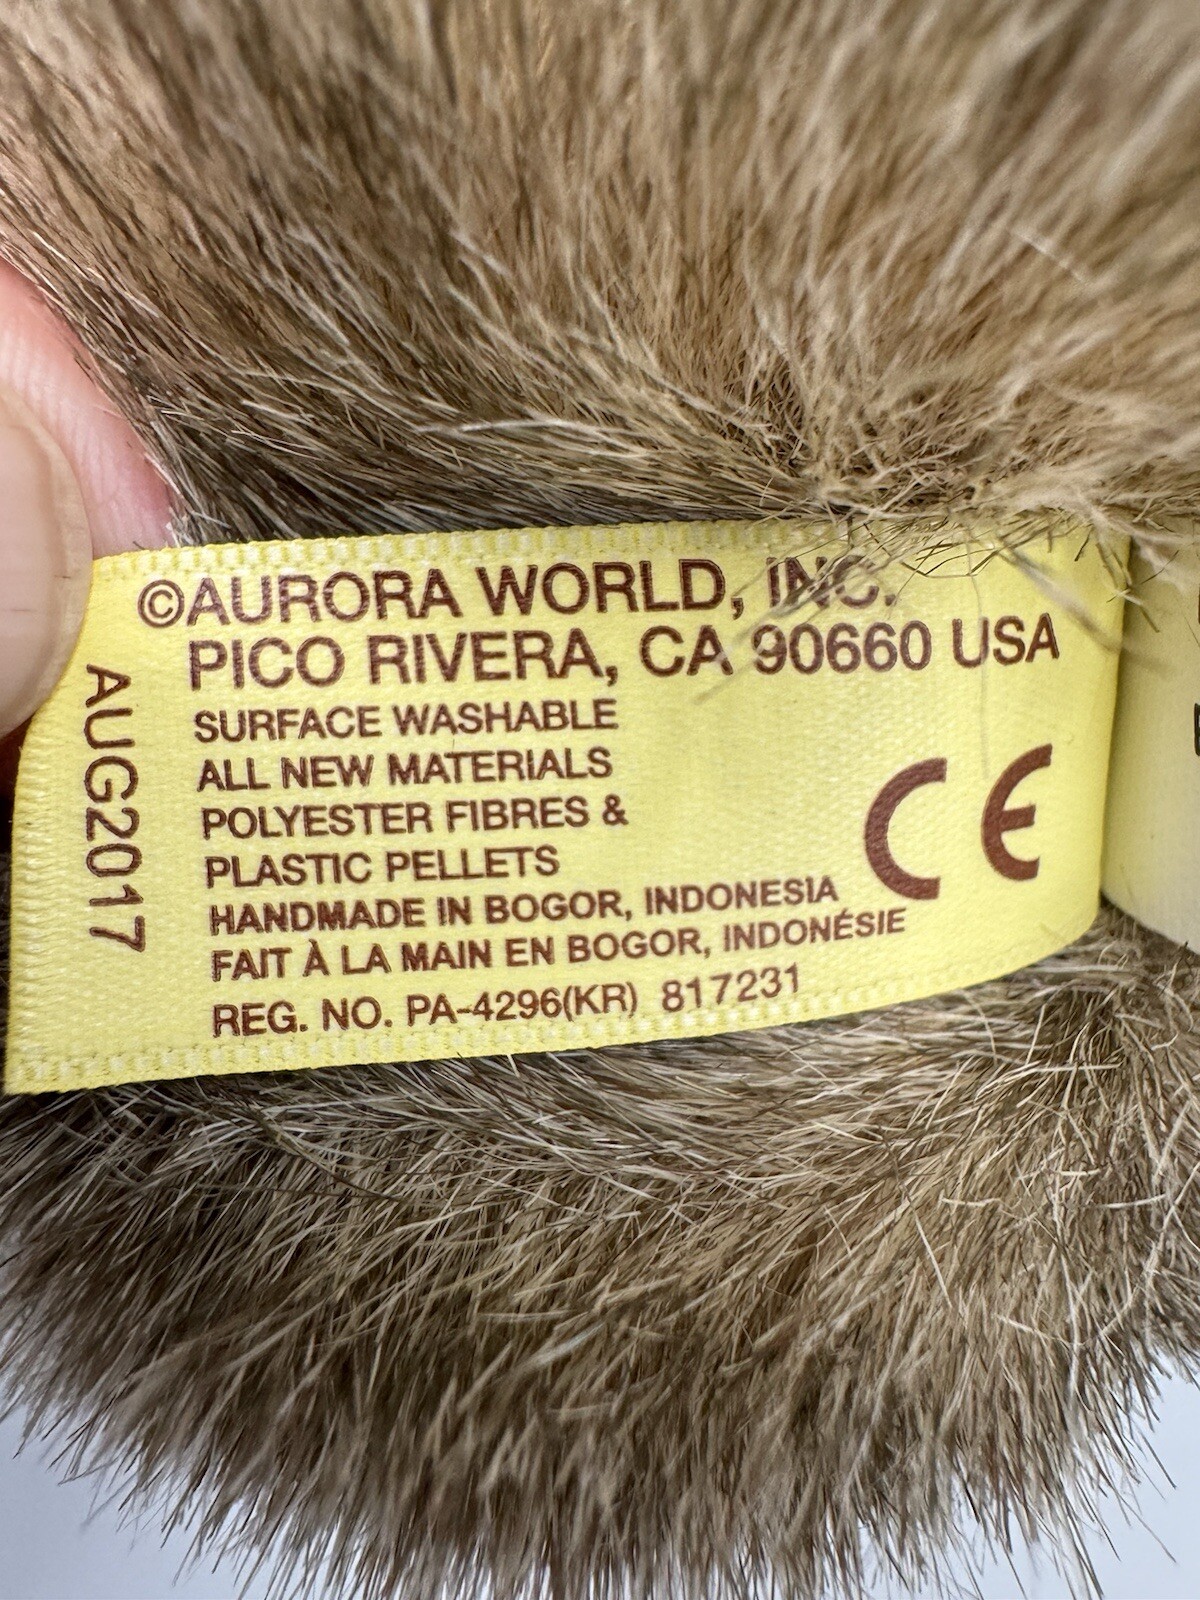 ©AURORA WORLD, INC.
PICO RIVERA, CA 90660 USA
SURFACE WASHABLE
ALL NEW MATERIALS
POLYESTER FIBRES &
PLASTIC PELLETS
HANDMADE IN BOGOR, INDONESIA
FAIT À LA MAIN EN BOGOR, INDONÉSIE
REG. NO. PA-4296(KR) 817231
AUG2017
CE